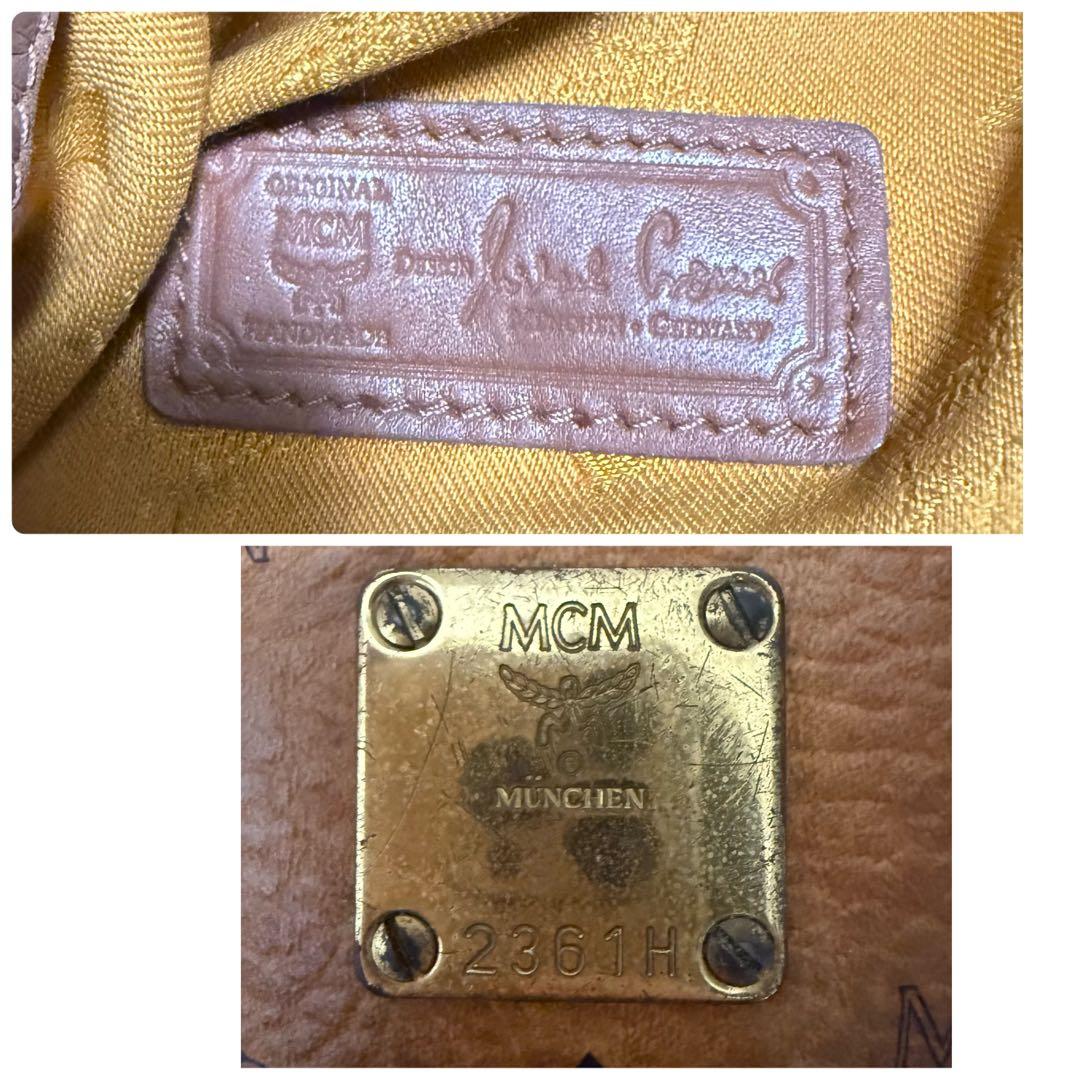 ORIGINAL
MCM
HANDMADE
DESIGN
MÜNCHEN • GERMANY
MCM
©
MÜNCHEN
2361H
M